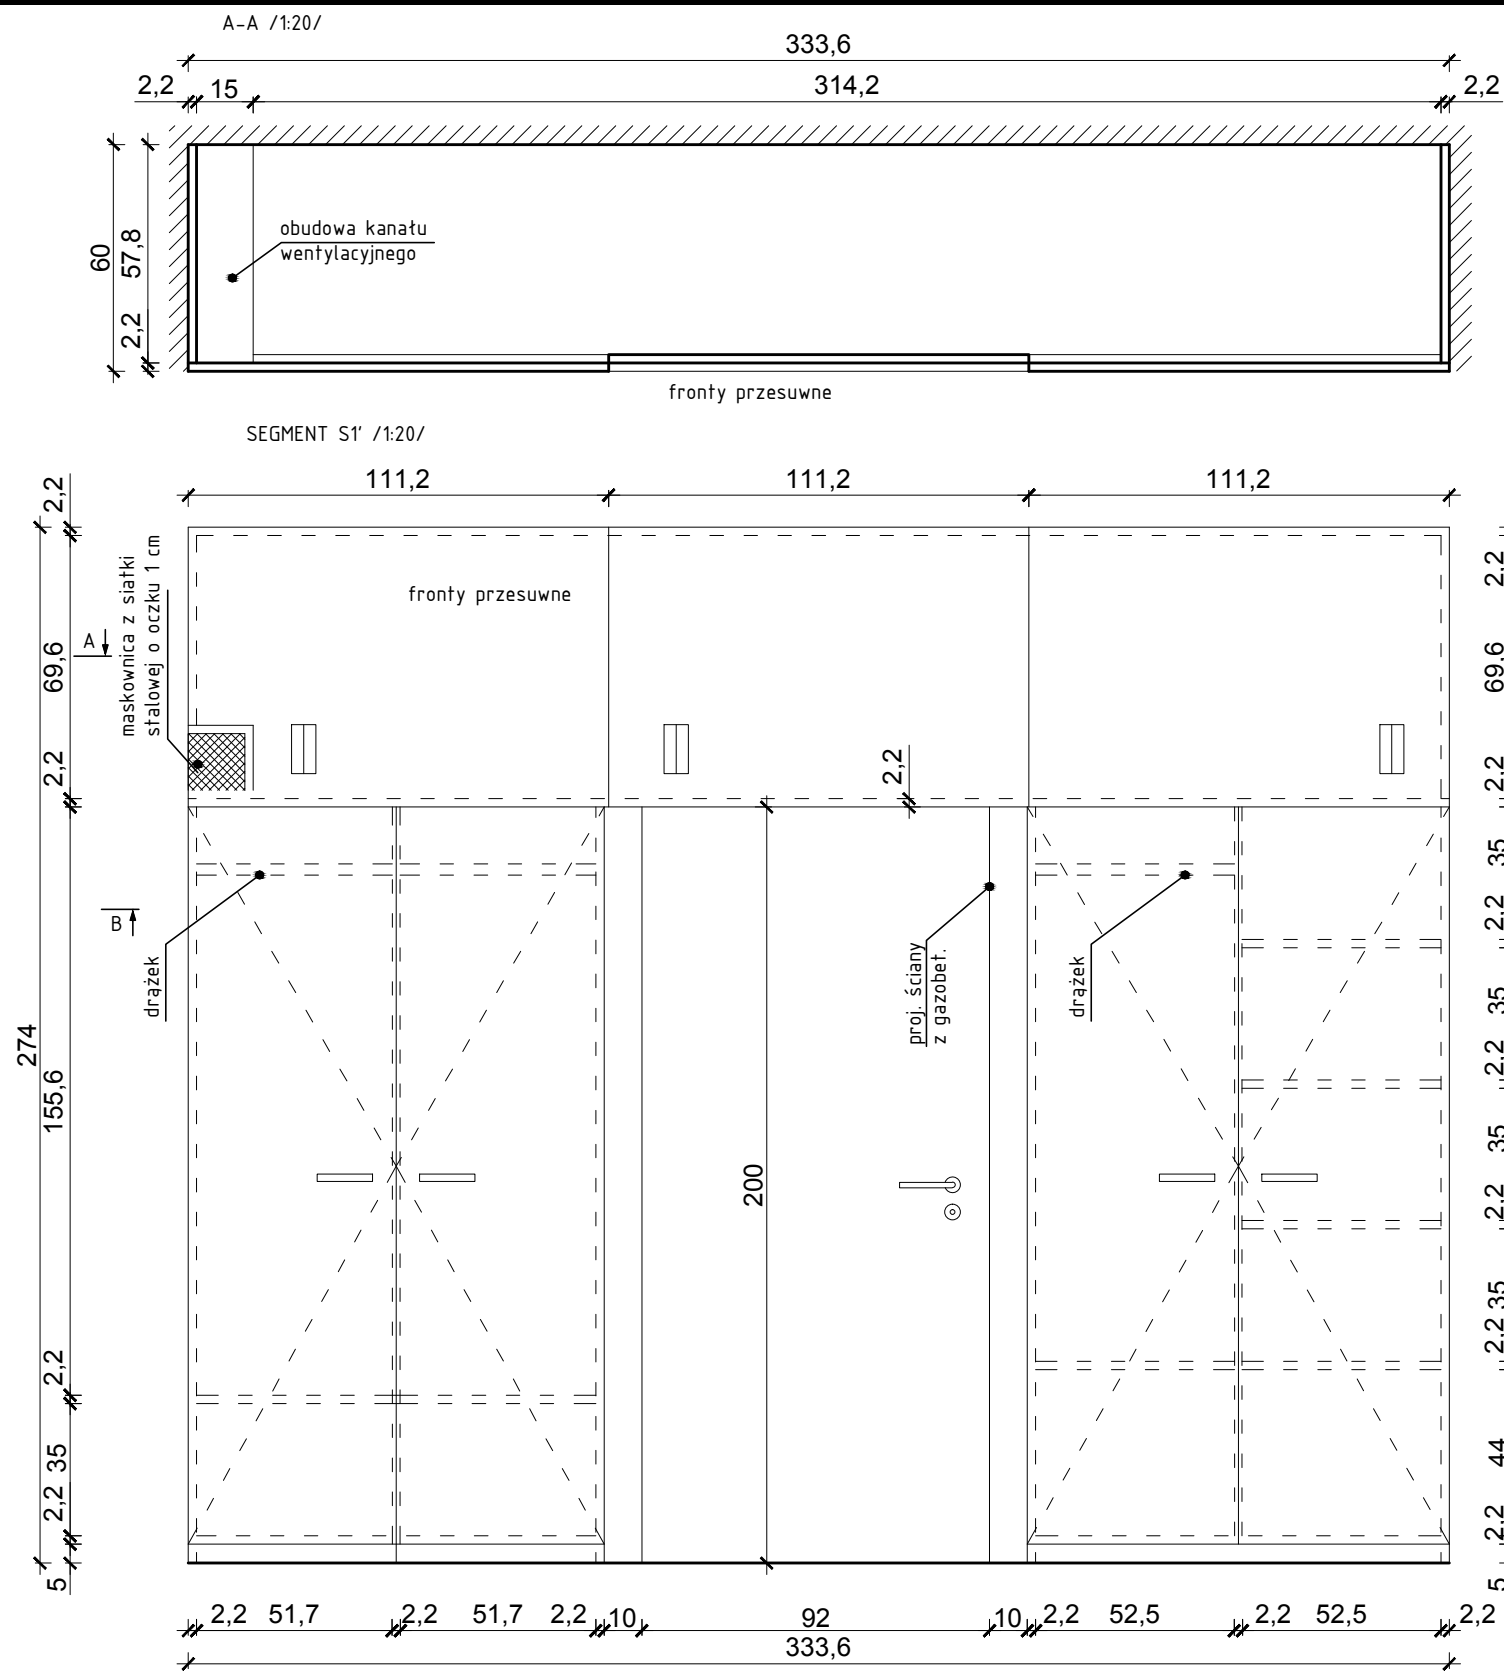 A-A /1:20/
333,6
2,2 15 314,2 2,2
60
57,8
2,2
obudowa kanału
wentylacyjnego
fronty przesuwne
SEGMENT S1' /1:20/
111,2 111,2 111,2
2,2
69,6
2,2
155,6
2,2
35
2,2
5
274
maskownica z siatki
stalowej o oczku 1 cm
A
fronty przesuwne
2,2
B
drążek
proj. ściany
z gazobet.
drążek
200
2,2
69,6
2,2
35
2,2
35
2,2
35
2,2
35
2,2
44
2,2
5
2,2 51,7 2,2 51,7 2,2 10 92 10 2,2 52,5 2,2 52,5 2,2
333,6